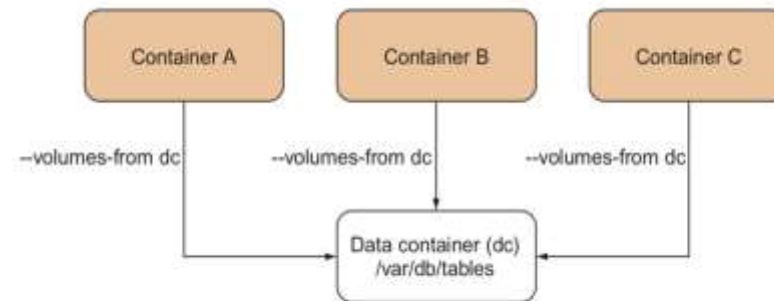 Container A
Container B
Container C
--volumes-from dc
--volumes-from dc
--volumes-from dc
Data container (dc)
/var/db/tables